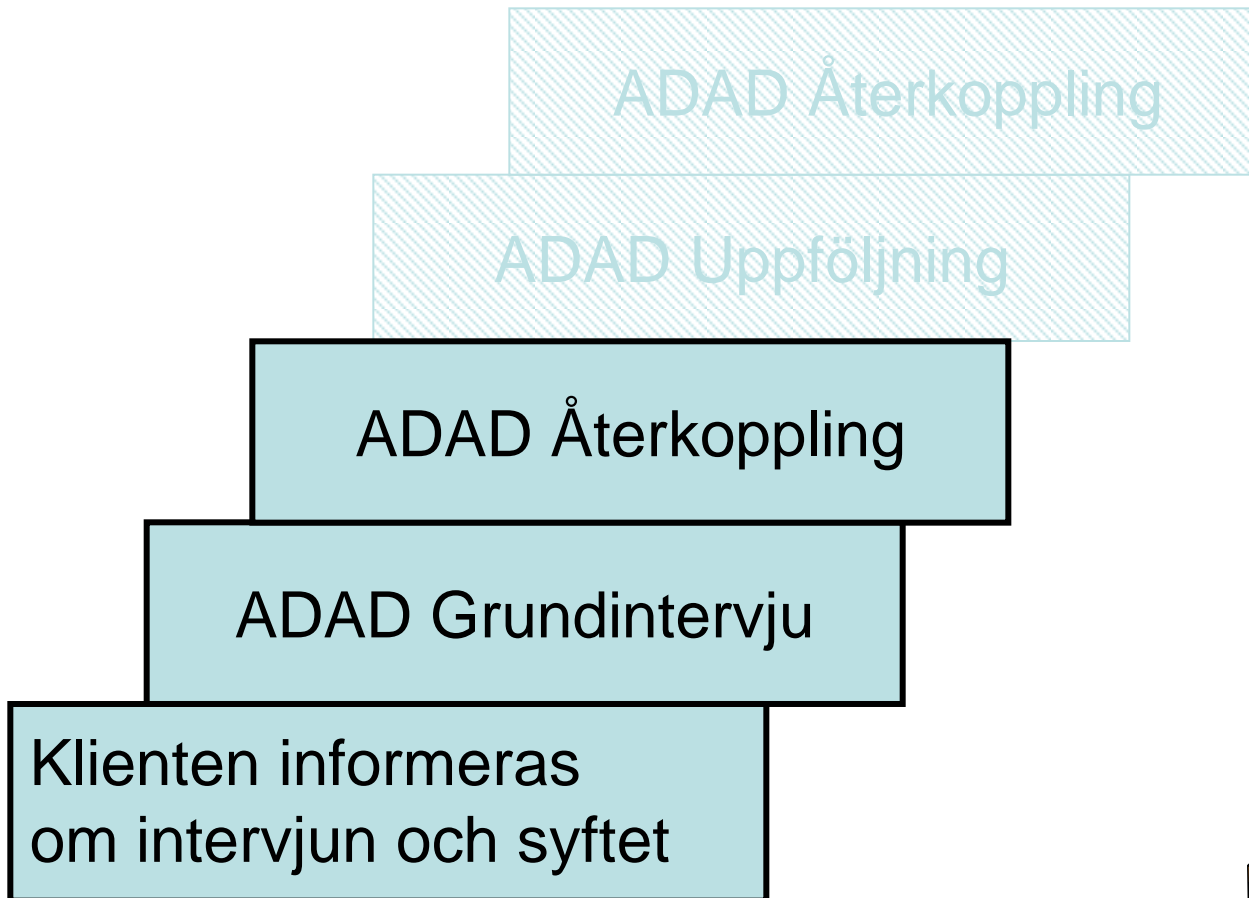 ADAD Återkoppling
ADAD Uppföljning
ADAD Återkoppling
ADAD Grundintervju
Klienten informeras
om intervjun och syftet